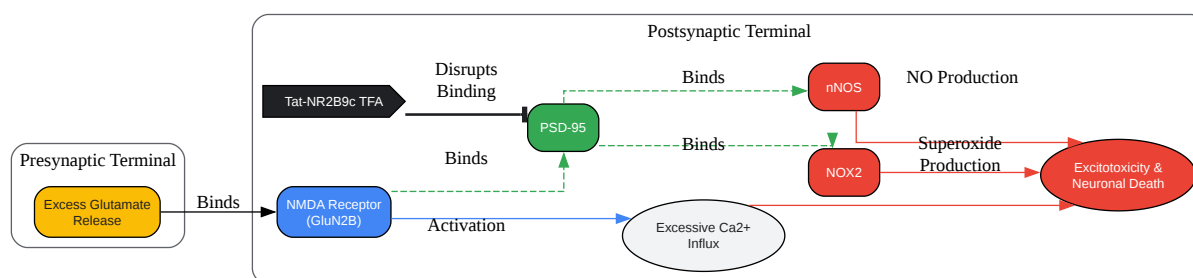 Postsynaptic Terminal
Disrupts
Binding
Binds
nNOS
NO Production
Tat-NR2B9c TFA
PSD-95
Binds
Superoxide
Production
Presynaptic Terminal
Binds
NOX2
Excitotoxicity &
Neuronal Death
Excess Glutamate
Release
Binds
NMDA Receptor
(GluN2B)
Activation
Excessive Ca2+
Influx